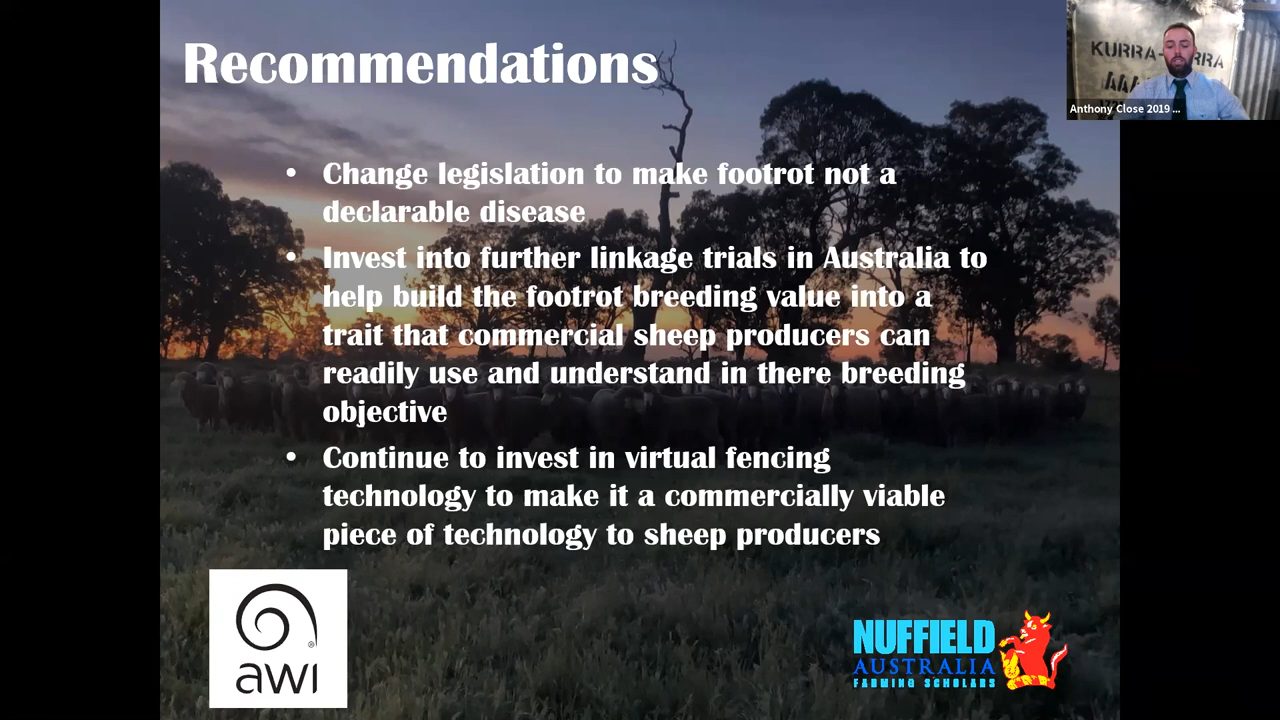 Recommendations
KURRA-
RRA
Anthony Close 2019 ...
• Change legislation to make footrot not a
declarable disease
• Invest into further linkage trials in Australia to
help build the footrot breeding value into a
trait that commercial sheep producers can
readily use and understand in there breeding
objective
• Continue to invest in virtual fencing
technology to make it a commercially viable
piece of technology to sheep producers
awi
®
NUFFIELD
AUSTRALIA
FARMING SCHOLARS